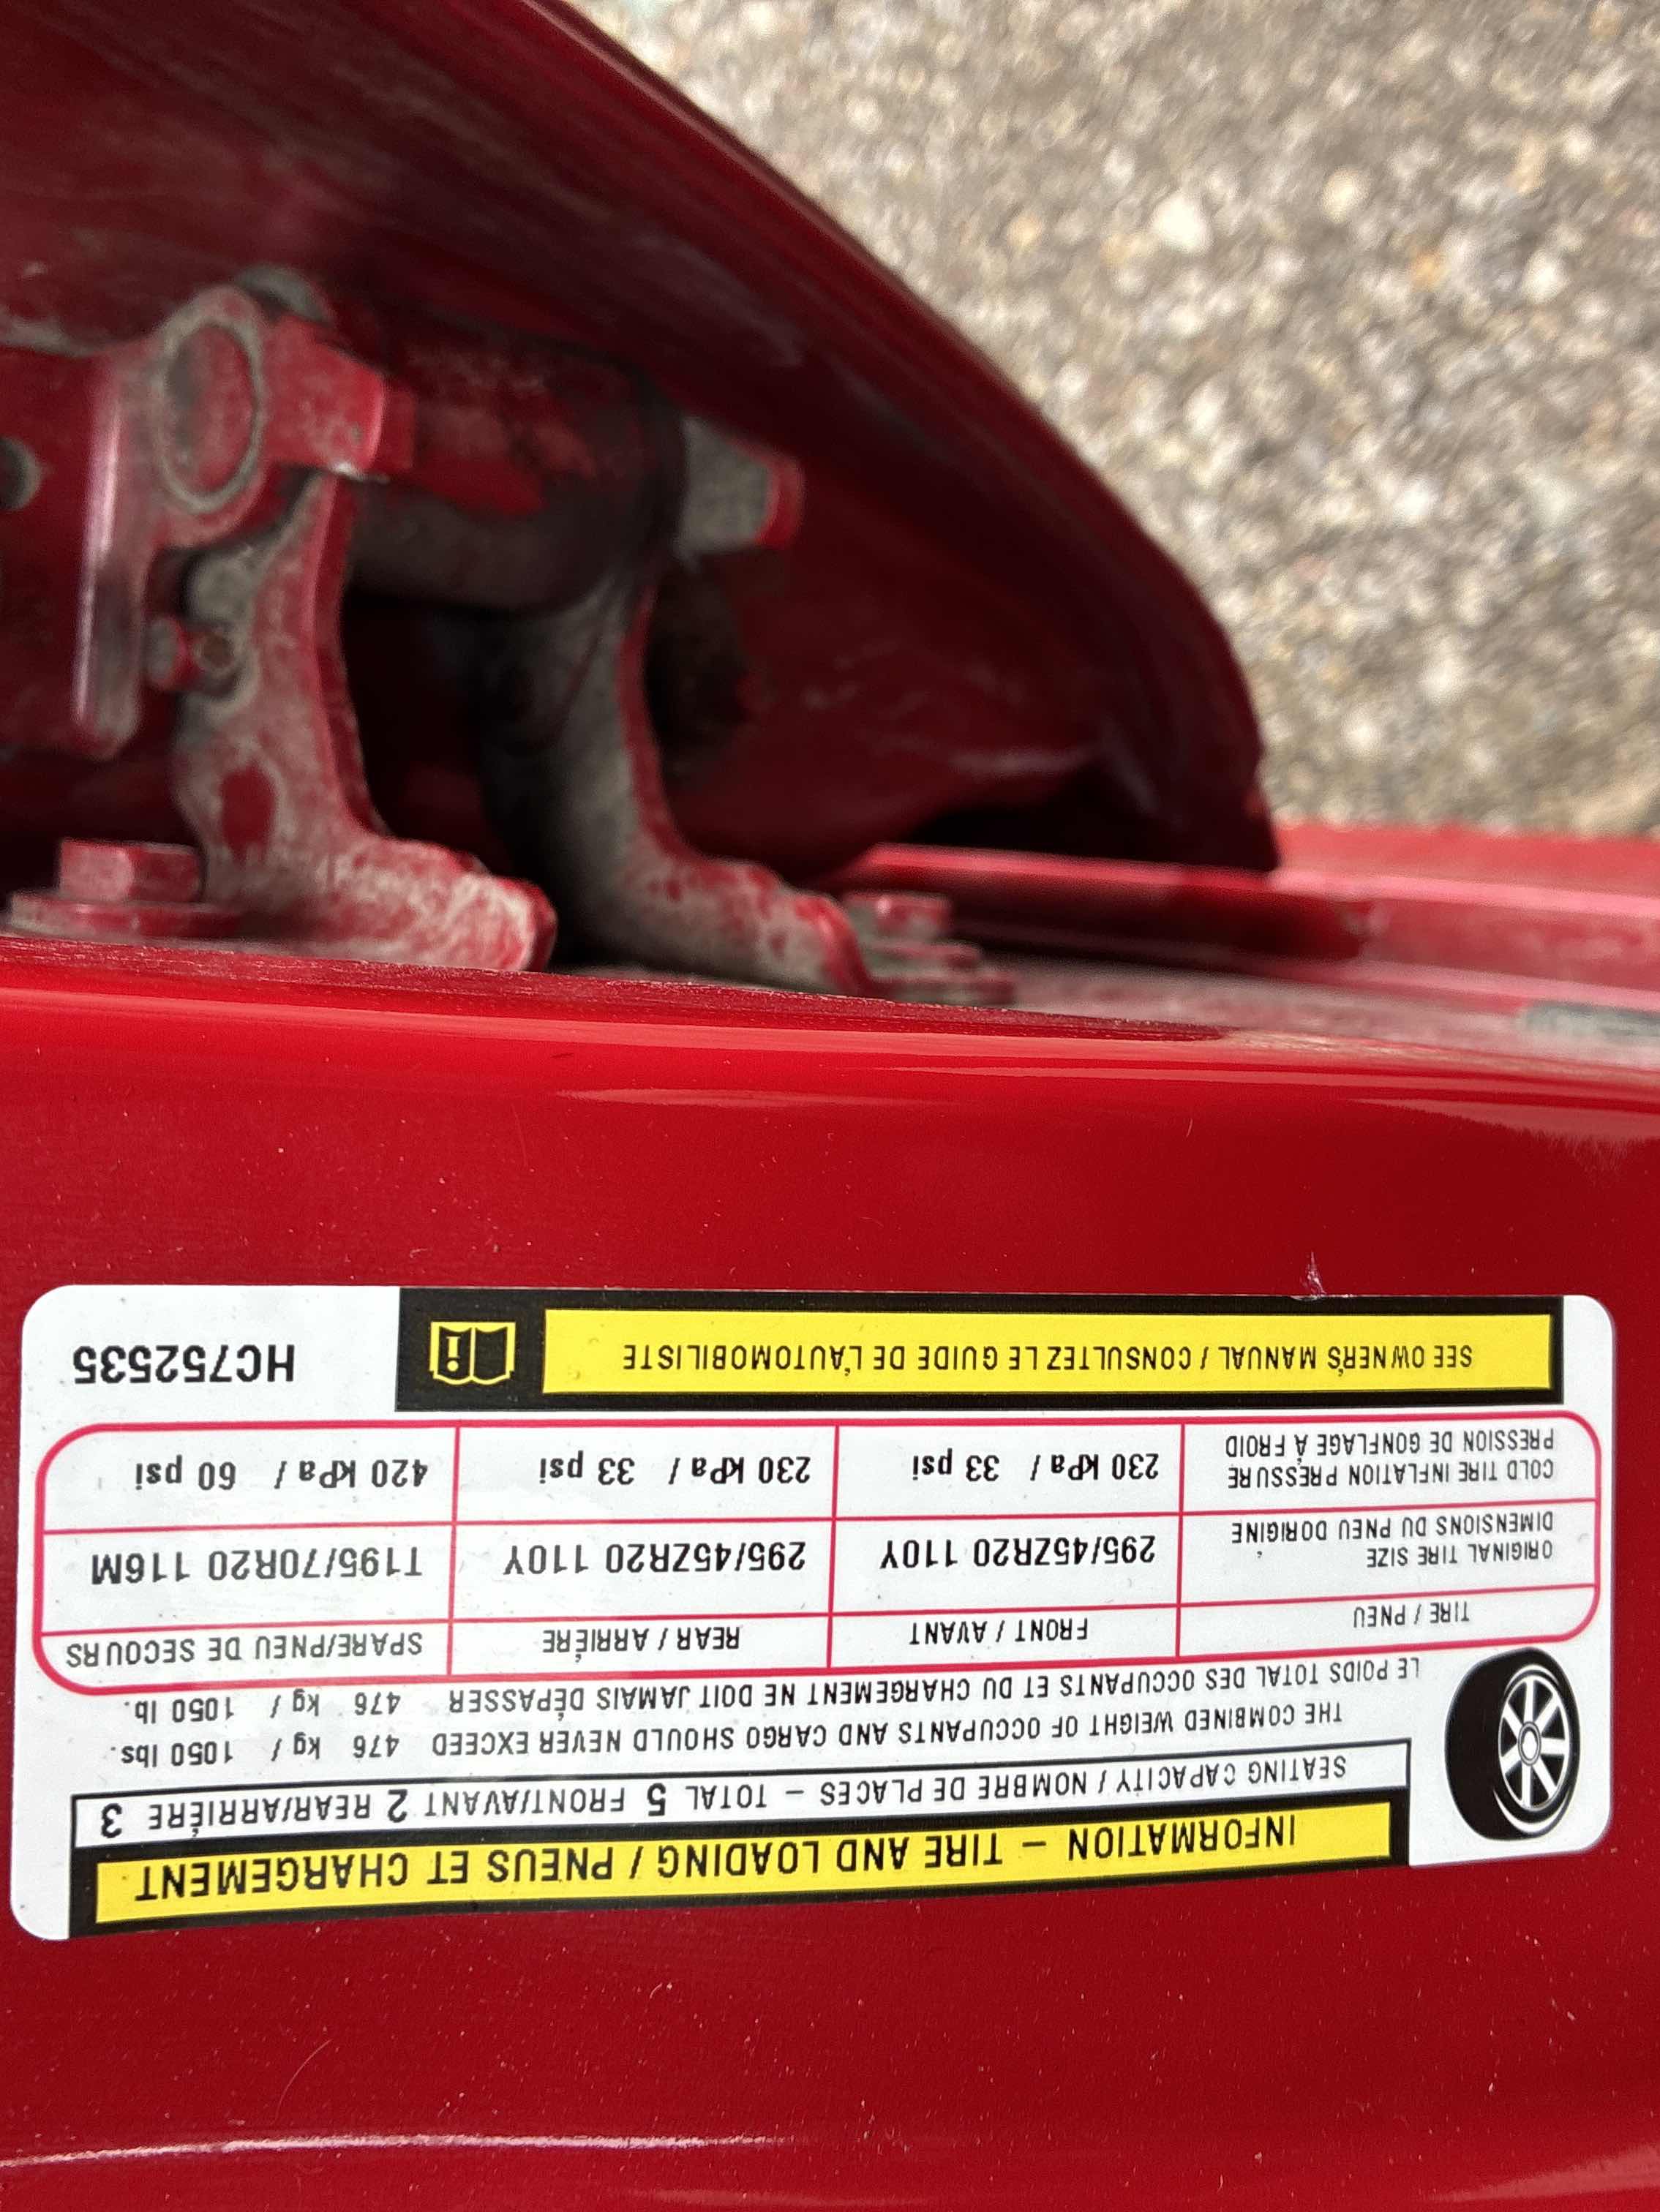 INFORMATION – TIRE AND LOADING / PNEUS ET CHARGEMENT
SEATING CAPACITY / NOMBRE DE PLACES – TOTAL 5 FRONT/AVANT 2 REAR/ARRIÈRE 3
THE COMBINED WEIGHT OF OCCUPANTS AND CARGO SHOULD NEVER EXCEED 476 kg / 1050 lbs.
LE POIDS TOTAL DES OCCUPANTS ET DU CHARGEMENT NE DOIT JAMAIS DÉPASSER 476 kg / 1050 lb.
TIRE / PNEU FRONT / AVANT REAR / ARRIÈRE SPARE/PNEU DE SECOURS
ORIGINAL TIRE SIZE
DIMENSIONS DU PNEU DORIGINE
295/45ZR20 110Y 295/45ZR20 110Y T195/70R20 116M
COLD TIRE INFLATION PRESSURE
PRESSION DE GONFLAGE À FROID
230 kPa / 33 psi 230 kPa / 33 psi 420 kPa / 60 psi
SEE OWNER'S MANUAL / CONSULTEZ LE GUIDE DE L'AUTOMOBILISTE
HC752535